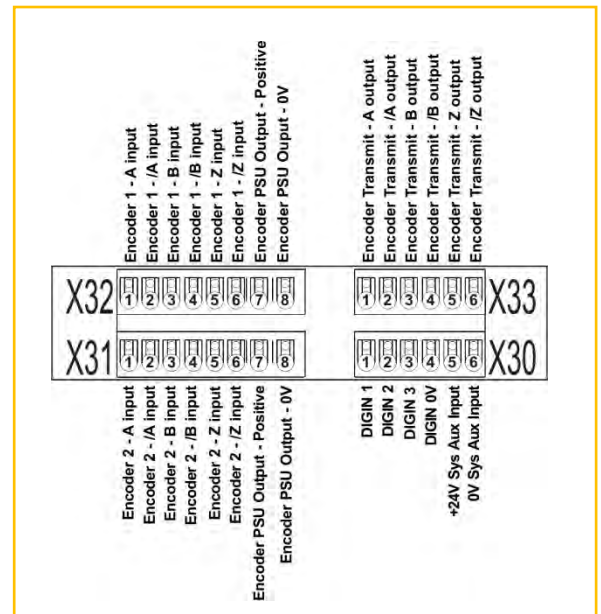 Encoder 1 - A input
Encoder 1 - /A input
Encoder 1 - B input
Encoder 1 - /B input
Encoder 1 - Z input
Encoder 1 - /Z input
Encoder PSU Output - Positive
Encoder PSU Ouput - 0V
Encoder Transmit - A output
Encoder Transmit - /A output
Encoder Transmit - B output
Encoder Transmit - /B output
Encoder Transmit - Z output
Encoder Transmit - /Z output
X32 1 2 3 4 5 6 7 8 1 2 3 4 5 6 X33
X31 1 2 3 4 5 6 7 8 1 2 3 4 5 6 X30
Encoder 2 - A input
Encoder 2 - /A input
Encoder 2 - B input
Encoder 2 - /B input
Encoder 2 - Z input
Encoder 2 - /Z input
Encoder PSU Output - Positive
Encoder PSU Output - 0V
DIGIN 1
DIGIN 2
DIGIN 3
DIGIN 0V
+24V Sys Aux Input
0V Sys Aux Input